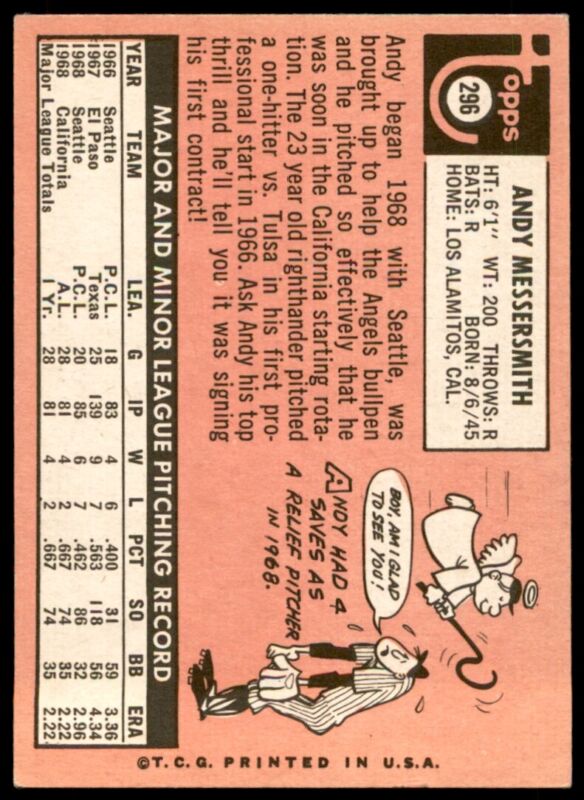 Topps
296
ANDY MESSERSMITH
HT: 6'1" WT: 200 THROWS: R
BATS: R BORN: 8/6/45
HOME: LOS ALAMITOS, CAL.
Andy began 1968 with Seattle, was
brought up to help the Angels bullpen
and he pitched so effectively that he
was soon in the California starting rota-
tion. The 23 year old righthander pitched
a one-hitter vs. Tulsa in his first pro-
fessional start in 1966. Ask Andy his top
thrill and he'll tell you it was signing
his first contract!
BOY, AM I GLAD
TO SEE YOU!
ANDY HAD 4
SAVES AS
A RELIEF PITCHER
IN 1968.
MAJOR AND MINOR LEAGUE PITCHING RECORD
YEAR TEAM LEA. G IP W L PCT SO BB ERA
1966 Seattle P.C.L. 18 83 4 6 .400 31 59 3.36
1967 El Paso Texas 25 139 9 7 .563 118 56 4.34
1968 Seattle P.C.L. 20 85 6 7 .462 86 32 2.96
1968 California A.L. 28 81 4 2 .667 74 35 2.22
Major League Totals 1 Yr. 28 81 4 2 .667 74 35 2.22
©T.C.G. PRINTED IN U.S.A.